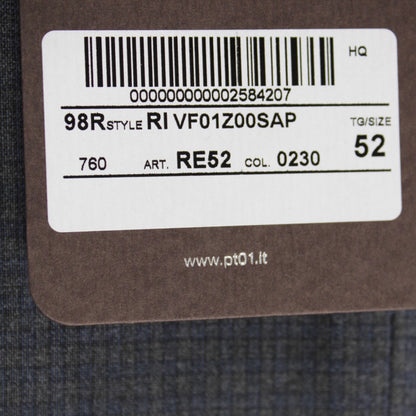 HQ
000000000002584207
98R STYLE RI VF01Z00SAP TG/SIZE
760 ART. RE52 COL. 0230 52
www.pt01.it